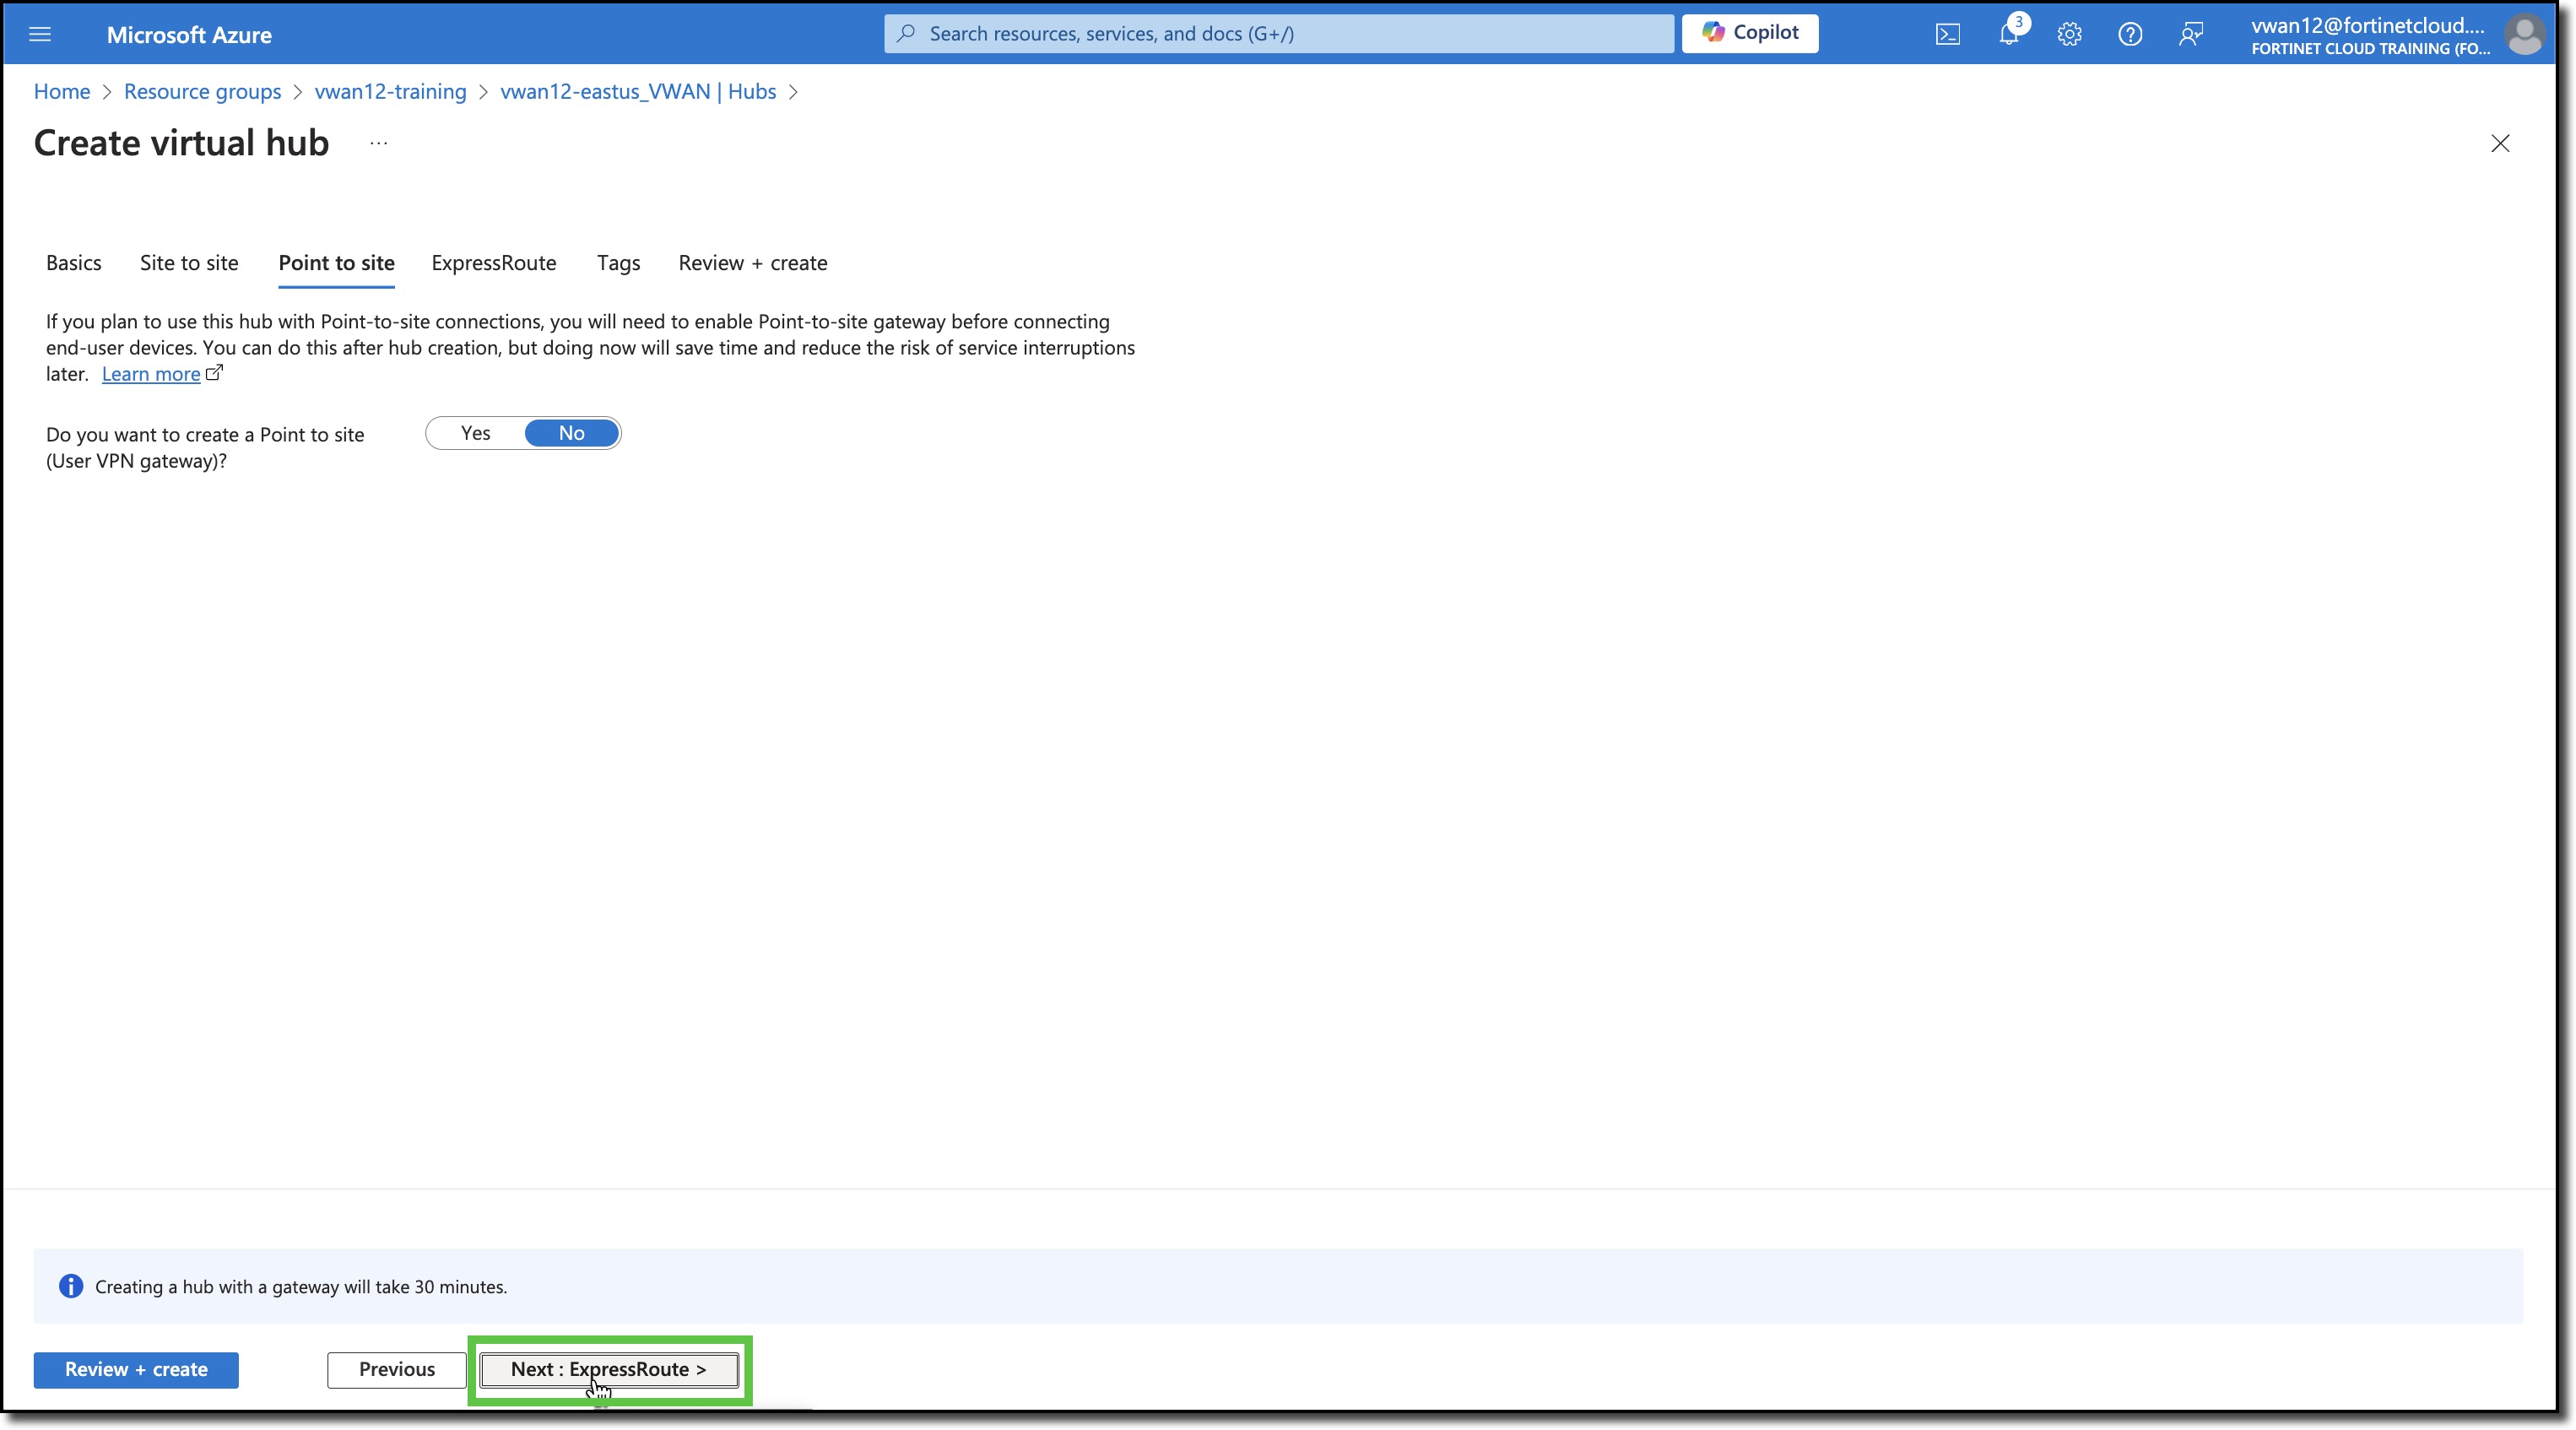 Microsoft Azure
Search resources, services, and docs (G+/)
Copilot
3
vwan12@fortinetcloud....
FORTINET CLOUD TRAINING (FO...
Home > Resource groups > vwan12-training > vwan12-eastus_VWAN | Hubs >
Create virtual hub ...
Basics Site to site Point to site ExpressRoute Tags Review + create
If you plan to use this hub with Point-to-site connections, you will need to enable Point-to-site gateway before connecting
end-user devices. You can do this after hub creation, but doing now will save time and reduce the risk of service interruptions
later. Learn more
Do you want to create a Point to site
(User VPN gateway)?
Yes No
Creating a hub with a gateway will take 30 minutes.
Review + create Previous Next : ExpressRoute >